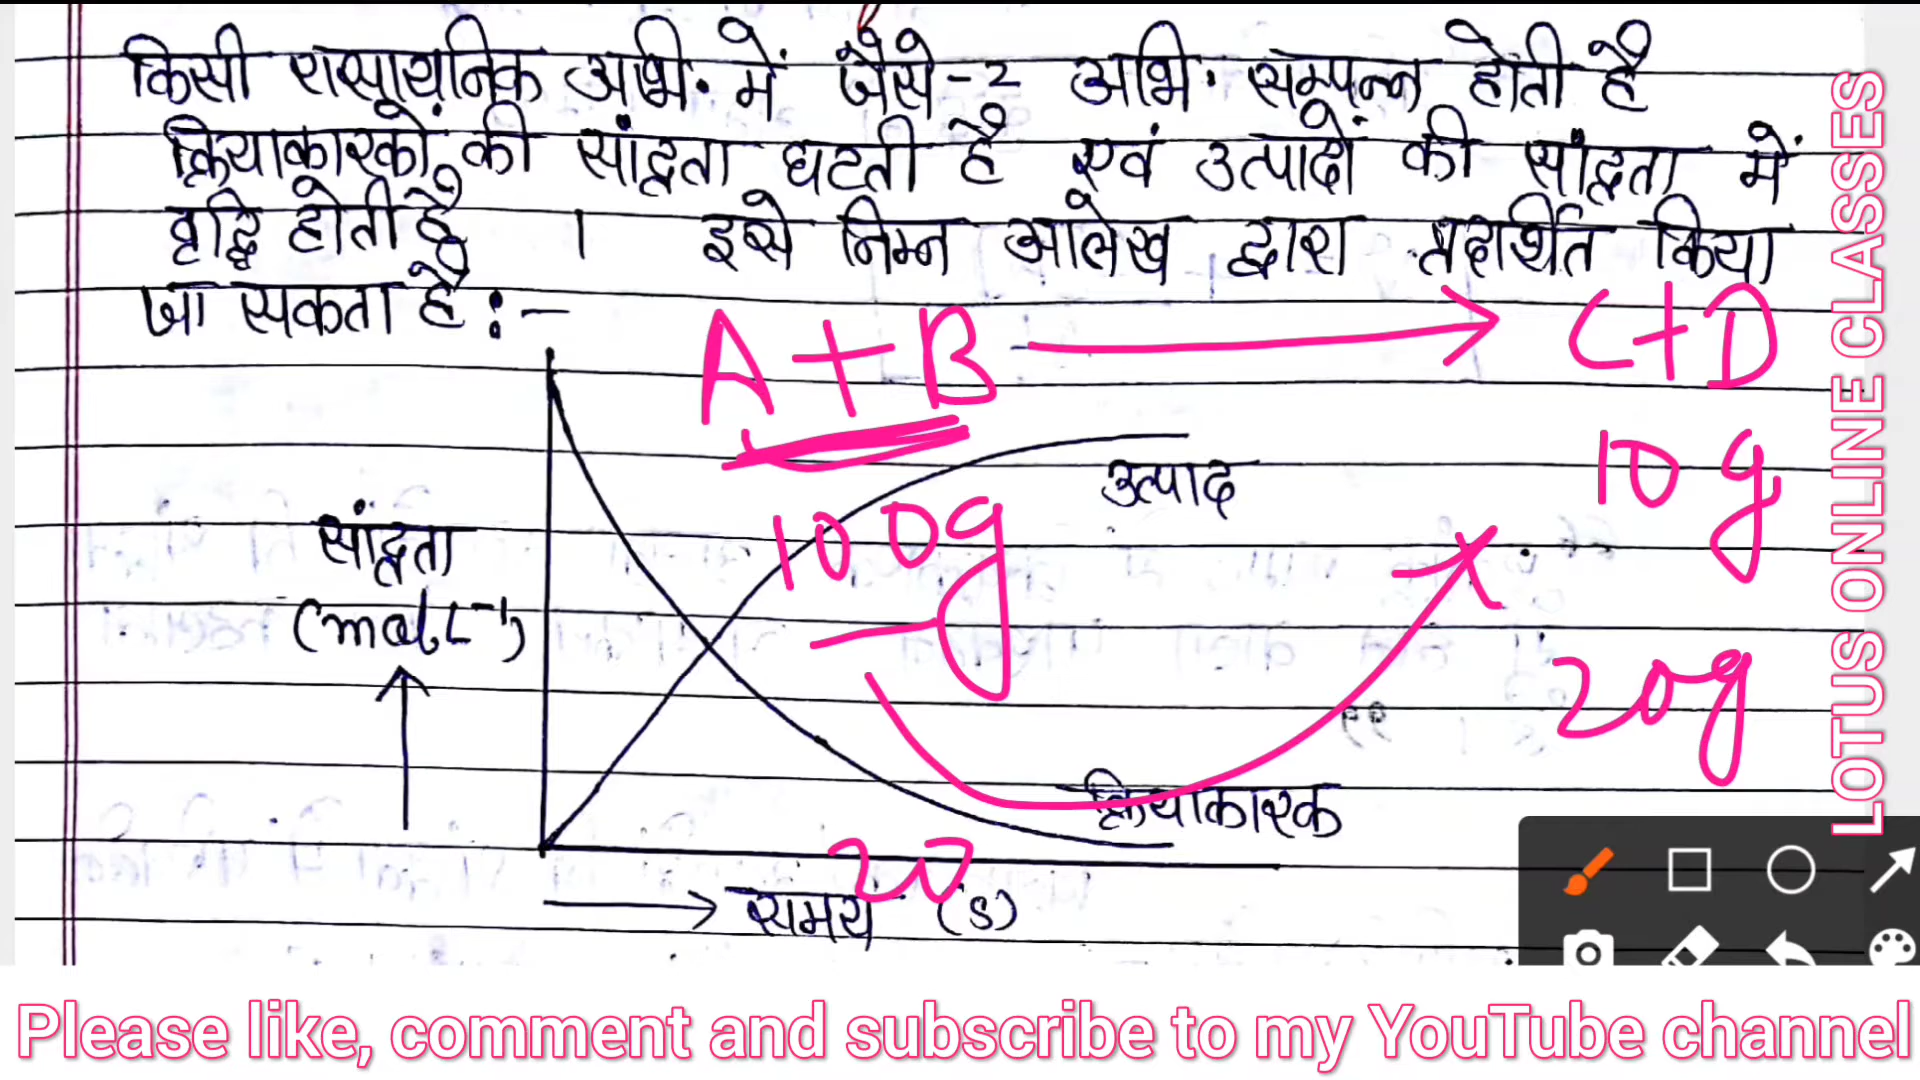 किसी रासायनिक अभि. में जैसे-2 अभि. सम्पन्न होती है
क्रियाकारकों की सांद्रता घटती है एवं उत्पादों की सांद्रता में
वृद्धि होती है । इसे निम्न आलेख द्वारा प्रदर्शित किया
जा सकता है :-
A + B → C + D
उत्पाद
100g
10 g
सांद्रता
(mol L⁻¹)
20g
क्रियाकारक
20
समय (s)
LOTUS ONLINE CLASSES
Please like, comment and subscribe to my YouTube channel